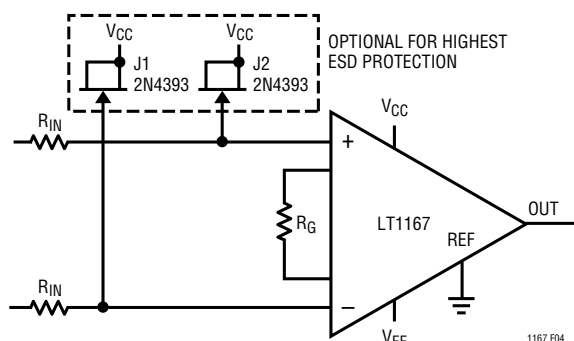 VCC
VCC
OPTIONAL FOR HIGHEST
ESD PROTECTION
J1
2N4393
J2
2N4393
RIN
VCC
+
RG
LT1167
REF
OUT
RIN
–
VEE
1167 F04